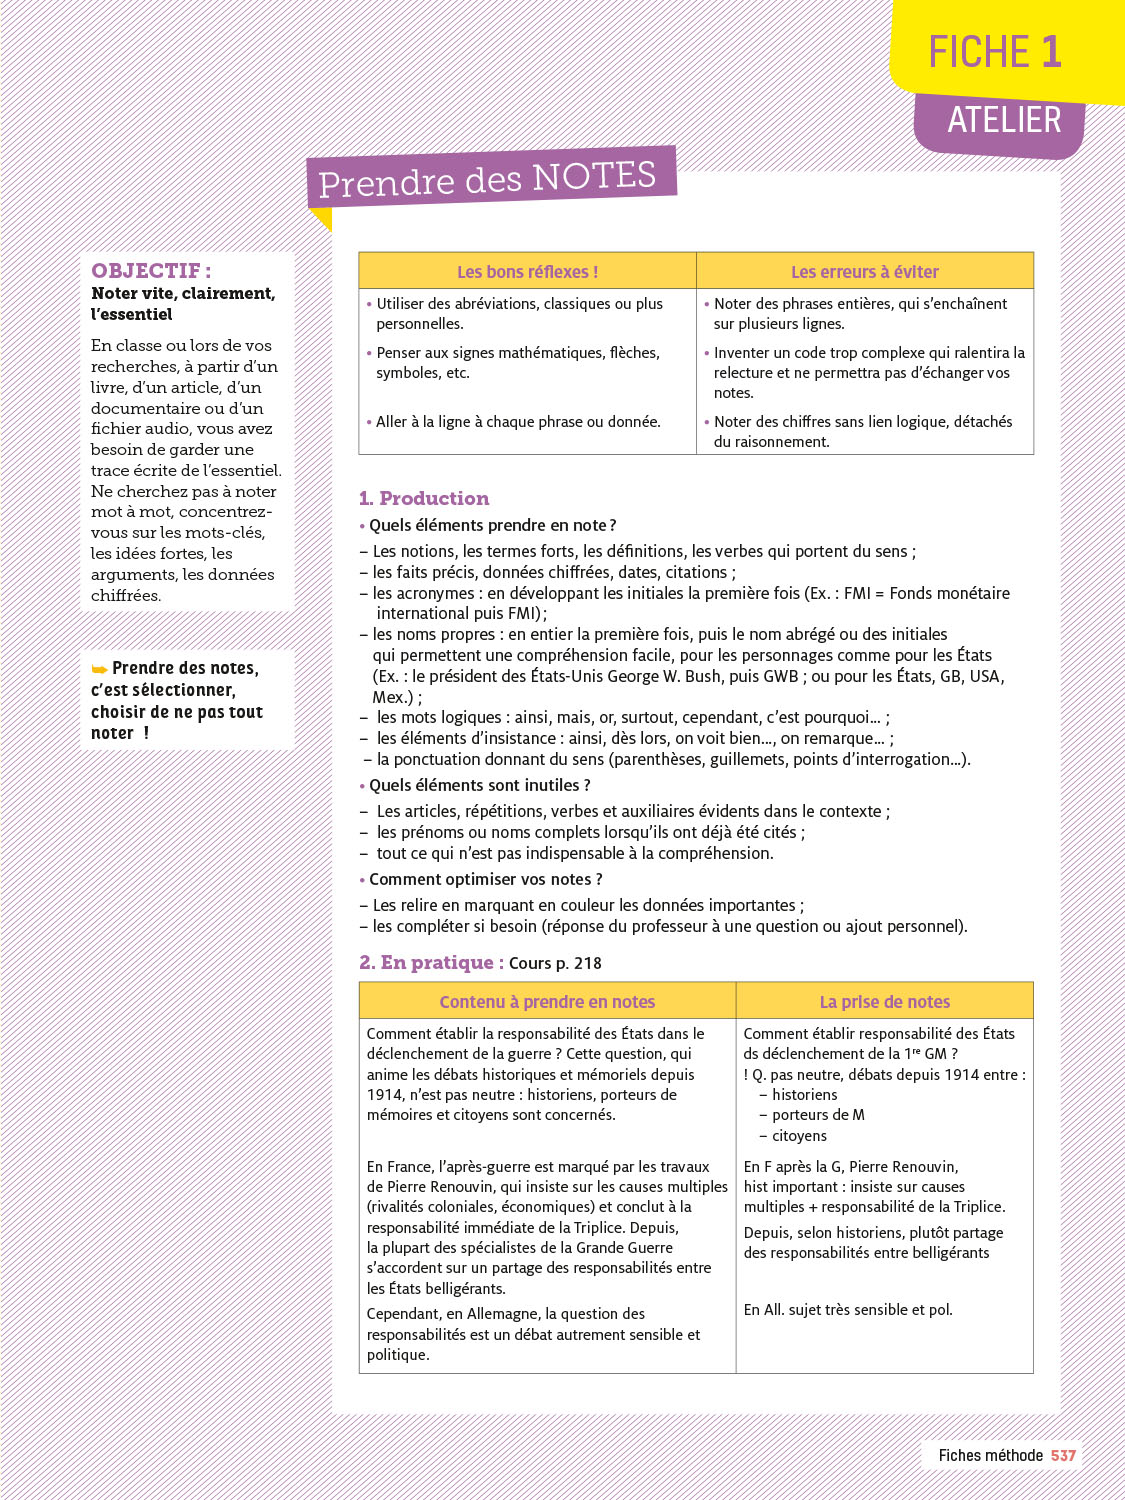 FICHE 1
ATELIER
Prendre des NOTES
OBJECTIF :
Noter vite, clairement,
l'essentiel
En classe ou lors de vos
recherches, à partir d'un
livre, d'un article, d'un
documentaire ou d'un
fichier audio, vous avez
besoin de garder une
trace écrite de l'essentiel.
Ne cherchez pas à noter
mot à mot, concentrez-
vous sur les mots-clés,
les idées fortes, les
arguments, les données
chiffrées.
➥ Prendre des notes,
c'est sélectionner,
choisir de ne pas tout
noter !
Les bons réflexes !
• Utiliser des abréviations, classiques ou plus
personnelles.
• Penser aux signes mathématiques, flèches,
symboles, etc.
• Aller à la ligne à chaque phrase ou donnée.
Les erreurs à éviter
• Noter des phrases entières, qui s'enchaînent
sur plusieurs lignes.
• Inventer un code trop complexe qui ralentira la
relecture et ne permettra pas d'échanger vos
notes.
• Noter des chiffres sans lien logique, détachés
du raisonnement.
1. Production
• Quels éléments prendre en note ?
– Les notions, les termes forts, les définitions, les verbes qui portent du sens ;
– les faits précis, données chiffrées, dates, citations ;
– les acronymes : en développant les initiales la première fois (Ex. : FMI = Fonds monétaire
international puis FMI) ;
– les noms propres : en entier la première fois, puis le nom abrégé ou des initiales
qui permettent une compréhension facile, pour les personnages comme pour les États
(Ex. : le président des États-Unis George W. Bush, puis GWB ; ou pour les États, GB, USA,
Mex.) ;
– les mots logiques : ainsi, mais, or, surtout, cependant, c'est pourquoi… ;
– les éléments d'insistance : ainsi, dès lors, on voit bien…, on remarque… ;
– la ponctuation donnant du sens (parenthèses, guillemets, points d'interrogation…).
• Quels éléments sont inutiles ?
– Les articles, répétitions, verbes et auxiliaires évidents dans le contexte ;
– les prénoms ou noms complets lorsqu'ils ont déjà été cités ;
– tout ce qui n'est pas indispensable à la compréhension.
• Comment optimiser vos notes ?
– Les relire en marquant en couleur les données importantes ;
– les compléter si besoin (réponse du professeur à une question ou ajout personnel).
2. En pratique : Cours p. 218
Contenu à prendre en notes
Comment établir la responsabilité des États dans le
déclenchement de la guerre ? Cette question, qui
anime les débats historiques et mémoriels depuis
1914, n'est pas neutre : historiens, porteurs de
mémoires et citoyens sont concernés.
En France, l'après-guerre est marqué par les travaux
de Pierre Renouvin, qui insiste sur les causes multiples
(rivalités coloniales, économiques) et conclut à la
responsabilité immédiate de la Triplice. Depuis,
la plupart des spécialistes de la Grande Guerre
s'accordent sur un partage des responsabilités entre
les États belligérants.
Cependant, en Allemagne, la question des
responsabilités est un débat autrement sensible et
politique.
La prise de notes
Comment établir responsabilité des États
ds déclenchement de la 1re GM ?
! Q. pas neutre, débats depuis 1914 entre :
– historiens
– porteurs de M
– citoyens
En F après la G, Pierre Renouvin,
hist important : insiste sur causes
multiples + responsabilité de la Triplice.
Depuis, selon historiens, plutôt partage
des responsabilités entre belligérants
En All. sujet très sensible et pol.
Fiches méthode 537